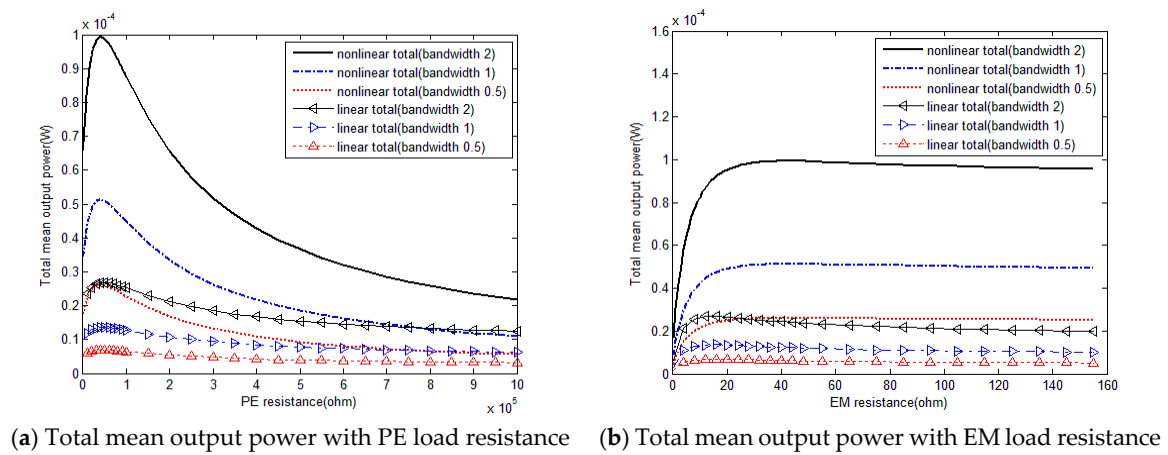 x 10⁻⁴
1
0.9
0.8
0.7
0.6
0.5
0.4
0.3
0.2
0.1
0
Total mean output power(W)
nonlinear total(bandwidth 2)
nonlinear total(bandwidth 1)
nonlinear total(bandwidth 0.5)
linear total(bandwidth 2)
linear total(bandwidth 1)
linear total(bandwidth 0.5)
0 1 2 3 4 5 6 7 8 9 10
PE resistance(ohm)
x 10⁵
(a) Total mean output power with PE load resistance
x 10⁻⁴
1.6
1.4
1.2
1
0.8
0.6
0.4
0.2
0
Total mean output power(W)
nonlinear total(bandwidth 2)
nonlinear total(bandwidth 1)
nonlinear total(bandwidth 0.5)
linear total(bandwidth 2)
linear total(bandwidth 1)
linear total(bandwidth 0.5)
0 20 40 60 80 100 120 140 160
EM resistance(ohm)
(b) Total mean output power with EM load resistance